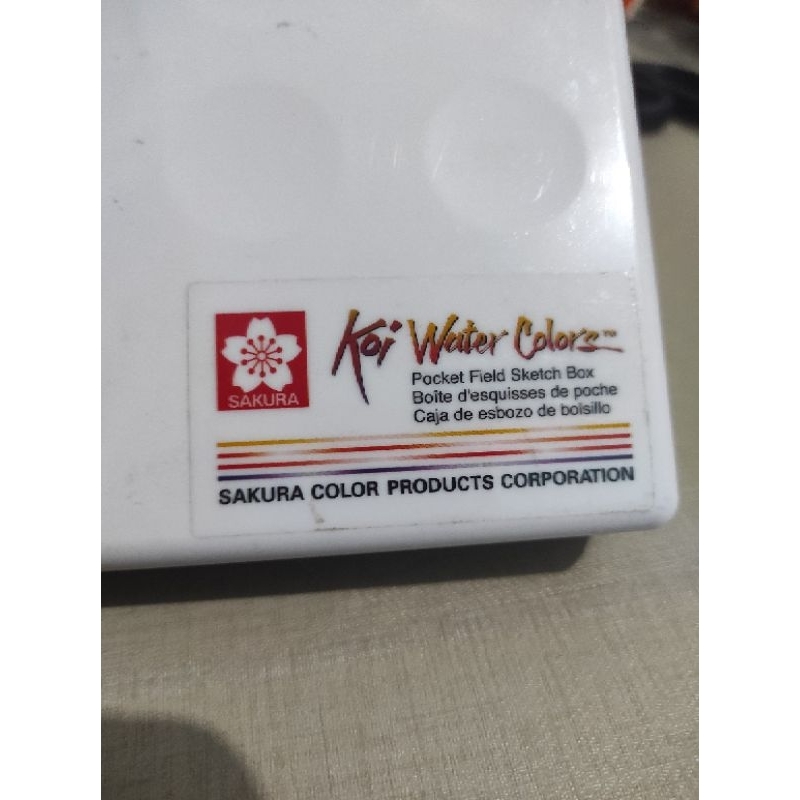 SAKURA
Koi Water Colors™
Pocket Field Sketch Box
Boîte d'esquisses de poche
Caja de esbozo de bolsillo
SAKURA COLOR PRODUCTS CORPORATION